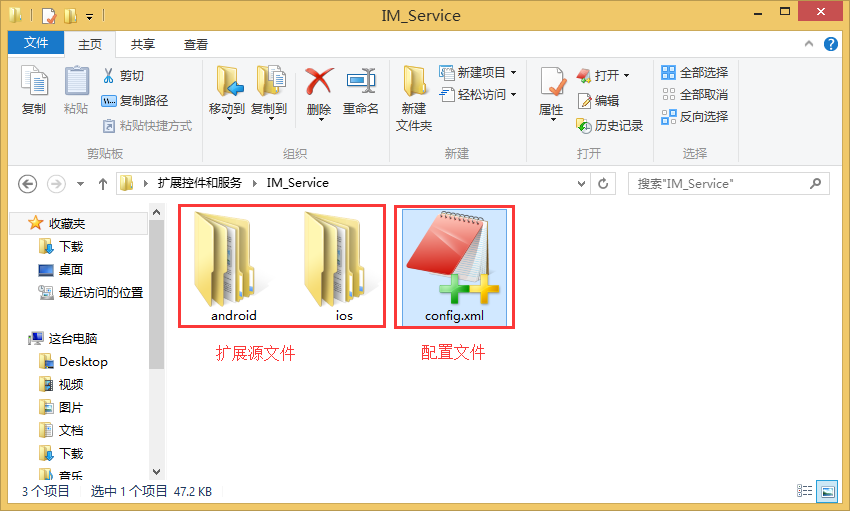 IM_Service
文件 主页 共享 查看
复制
粘贴
剪切
复制路径
粘贴快捷方式
剪贴板
移动到
复制到
删除
重命名
组织
新建
文件夹
新建项目
轻松访问
新建
属性
打开
编辑
历史记录
打开
全部选择
全部取消
反向选择
选择
扩展控件和服务 IM_Service
搜索"IM_Service"
收藏夹
下载
桌面
最近访问的位置
这台电脑
Desktop
视频
图片
文档
下载
音乐
android
ios
config.xml
扩展源文件
配置文件
3 个项目 选中 1 个项目 47.2 KB